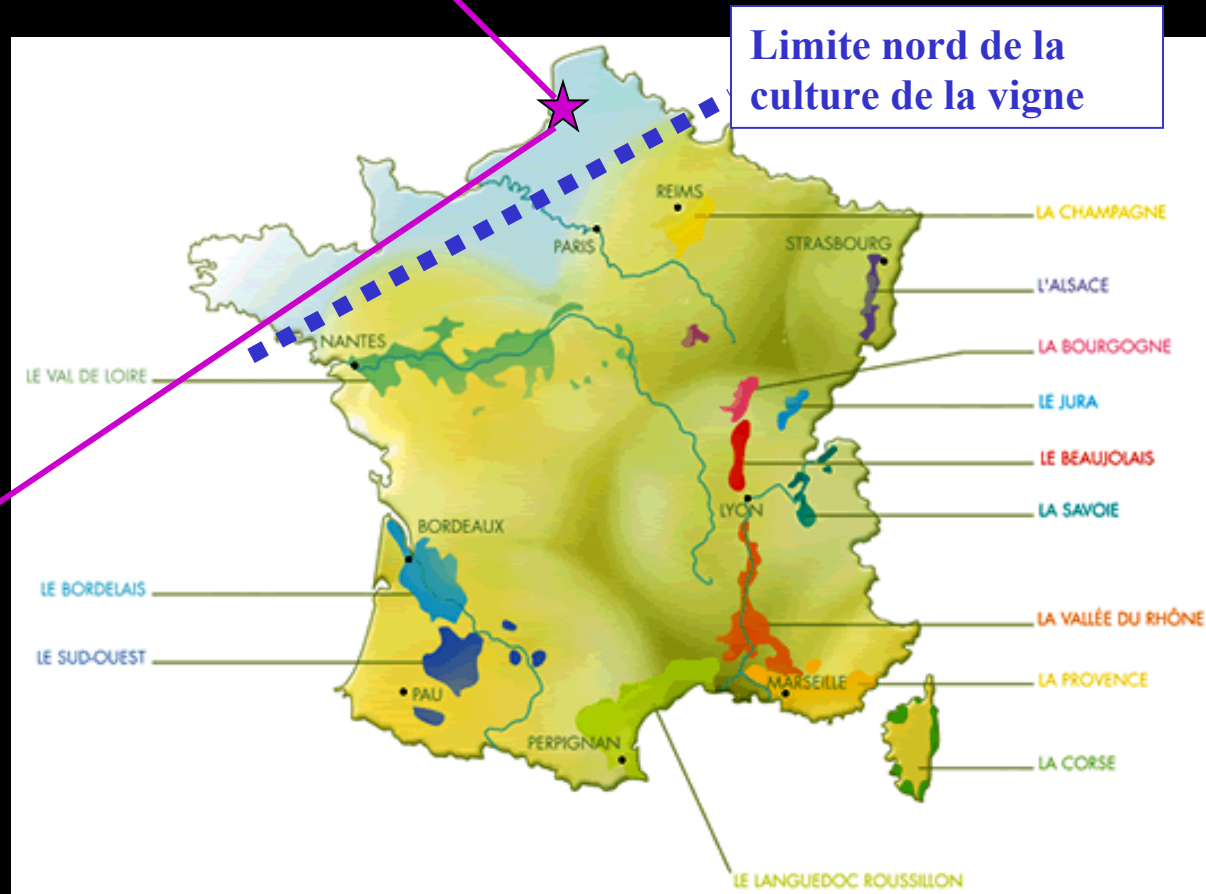 Limite nord de la
culture de la vigne
REIMS
LA CHAMPAGNE
PARIS
STRASBOURG
L'ALSACE
NANTES
LA BOURGOGNE
LE VAL DE LOIRE
LE JURA
LE BEAUJOLAIS
LYON
LA SAVOIE
BORDEAUX
LE BORDELAIS
LA VALLÉE DU RHÔNE
LE SUD-OUEST
MARSEILLE
LA PROVENCE
PAU
PERPIGNAN
LA CORSE
LE LANGUEDOC ROUSSILLON